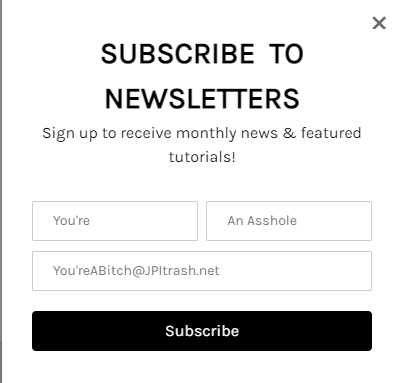 SUBSCRIBE TO
NEWSLETTERS
Sign up to receive monthly news & featured
tutorials!
You're An Asshole
You'reABitch@JPItrash.net
Subscribe